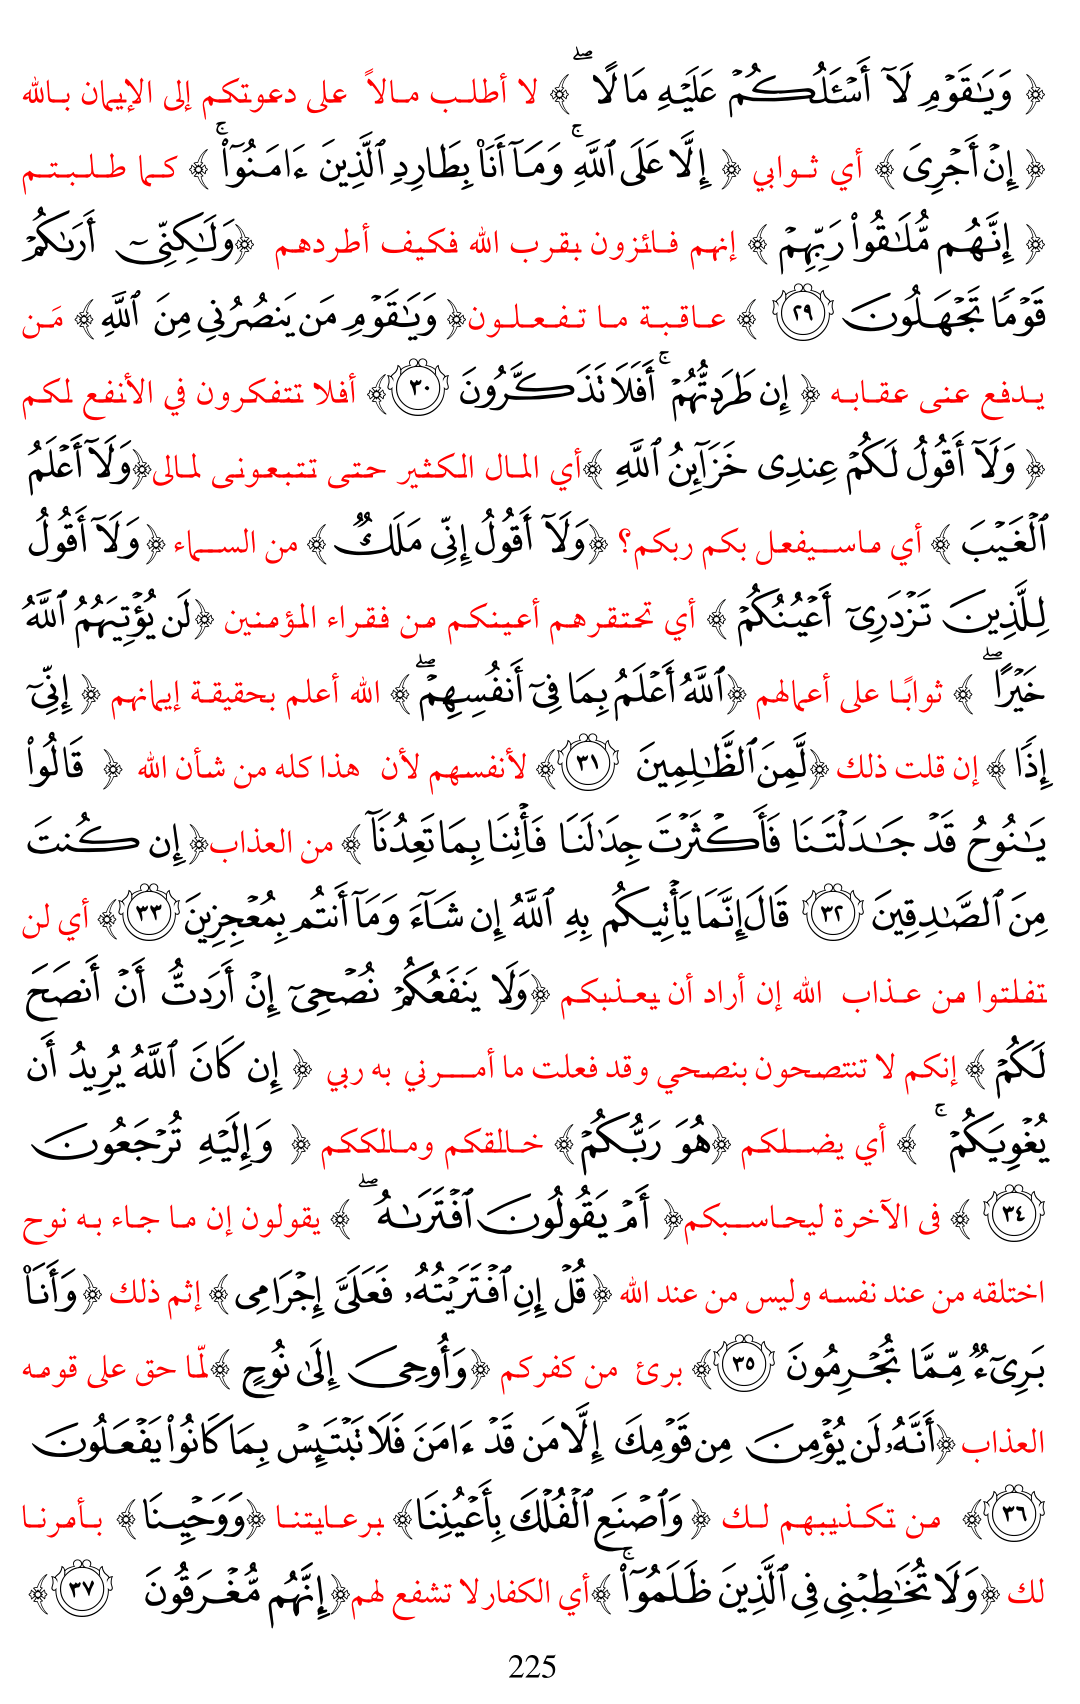 ﴿ وَيَٰقَوْمِ لَآ أَسْـَٔلُكُمْ عَلَيْهِ مَالًا ۖ ﴾ لا أطلب مالاً على دعوتكم إلى الإيمان بالله
﴿ إِنْ أَجْرِىَ ﴾ أي ثوابي ﴿ إِلَّا عَلَى ٱللَّهِ ۚ وَمَآ أَنَا۠ بِطَارِدِ ٱلَّذِينَ ءَامَنُوٓا۟ ۚ ﴾ كما طلبتم
﴿ إِنَّهُم مُّلَٰقُوا۟ رَبِّهِمْ ﴾ إنهم فائزون بقرب الله فكيف أطردهم ﴿وَلَٰكِنِّىٓ أَرَىٰكُمْ
قَوْمًا تَجْهَلُونَ ٢٩ ﴾ عاقبة ما تفعلون﴿ وَيَٰقَوْمِ مَن يَنصُرُنِى مِنَ ٱللَّهِ ﴾ مَن
يدفع عنى عقابه ﴿ إِن طَرَدتُّهُمْ ۚ أَفَلَا تَذَكَّرُونَ ٣٠ ﴾ أفلا تتفكرون في الأنفع لكم
﴿ وَلَآ أَقُولُ لَكُمْ عِندِى خَزَآئِنُ ٱللَّهِ ﴾أي المال الكثير حتى تتبعونى لمالى﴿وَلَآ أَعْلَمُ
ٱلْغَيْبَ ﴾ أي ماسيفعل بكم ربكم؟ ﴿وَلَآ أَقُولُ إِنِّى مَلَكٌ ﴾ من السماء ﴿ وَلَآ أَقُولُ
لِلَّذِينَ تَزْدَرِىٓ أَعْيُنُكُمْ ﴾ أي تحتقرهم أعينكم من فقراء المؤمنين ﴿لَن يُؤْتِيَهُمُ ٱللَّهُ
خَيْرًا ۖ ﴾ ثوابًا على أعمالهم ﴿ٱللَّهُ أَعْلَمُ بِمَا فِىٓ أَنفُسِهِمْ ۖ ﴾ الله أعلم بحقيقة إيمانهم ﴿ إِنِّىٓ
إِذًا ﴾ إن قلت ذلك ﴿لَّمِنَ ٱلظَّٰلِمِينَ ٣١ ﴾ لأنفسهم لأن هذا كله من شأن الله ﴿ قَالُوا۟
يَٰنُوحُ قَدْ جَٰدَلْتَنَا فَأَكْثَرْتَ جِدَٰلَنَا فَأْتِنَا بِمَا تَعِدُنَآ ﴾ من العذاب﴿ إِن كُنتَ
مِنَ ٱلصَّٰدِقِينَ ٣٢ ﴾ قَالَ إِنَّمَا يَأْتِيكُم بِهِ ٱللَّهُ إِن شَآءَ وَمَآ أَنتُم بِمُعْجِزِينَ ٣٣ ﴾ أي لن
تفلتوا من عذاب الله إن أراد أن يعذبكم ﴿وَلَا يَنفَعُكُمْ نُصْحِىٓ إِنْ أَرَدتُّ أَنْ أَنصَحَ
لَكُمْ ﴾ إنكم لا تنتصحون بنصحي وقد فعلت ما أمرني به ربي ﴿ إِن كَانَ ٱللَّهُ يُرِيدُ أَن
يُغْوِيَكُمْ ۚ ﴾ أي يضلكم ﴿هُوَ رَبُّكُمْ﴾ خالقكم ومالككم ﴿ وَإِلَيْهِ تُرْجَعُونَ
٣٤ ﴾ فى الآخرة ليحاسبكم﴿ أَمْ يَقُولُونَ ٱفْتَرَىٰهُ ۖ ﴾ يقولون إن ما جاء به نوح
اختلقه من عند نفسه وليس من عند الله ﴿قُلْ إِنِ ٱفْتَرَيْتُهُۥ فَعَلَىَّ إِجْرَامِى﴾ إثم ذلك ﴿وَأَنَا۠
بَرِىٓءٌ مِّمَّا تُجْرِمُونَ ٣٥ ﴾ برئ من كفركم ﴿وَأُوحِىَ إِلَىٰ نُوحٍ ﴾لمّا حق على قومه
العذاب ﴿أَنَّهُۥ لَن يُؤْمِنَ مِن قَوْمِكَ إِلَّا مَن قَدْ ءَامَنَ فَلَا تَبْتَئِسْ بِمَا كَانُوا۟ يَفْعَلُونَ
٣٦ ﴾ من تكذيبهم لك ﴿ وَٱصْنَعِ ٱلْفُلْكَ بِأَعْيُنِنَا﴾ برعايتنا ﴿وَوَحْيِنَا﴾ بأمرنا
لك ﴿وَلَا تُخَٰطِبْنِى فِى ٱلَّذِينَ ظَلَمُوٓا۟ ۚ ﴾أي الكفار لا تشفع لهم﴿إِنَّهُم مُّغْرَقُونَ ٣٧ ﴾
225